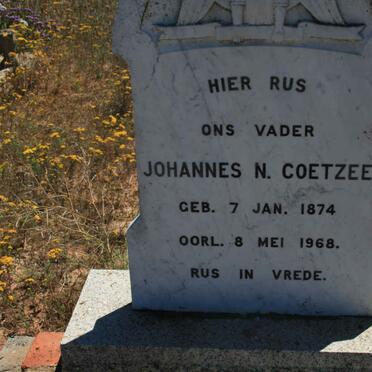 HIER RUS
ONS VADER
JOHANNES N. COETZEE
GEB. 7 JAN. 1874
OORL. 8 MEI 1968.
RUS IN VREDE.